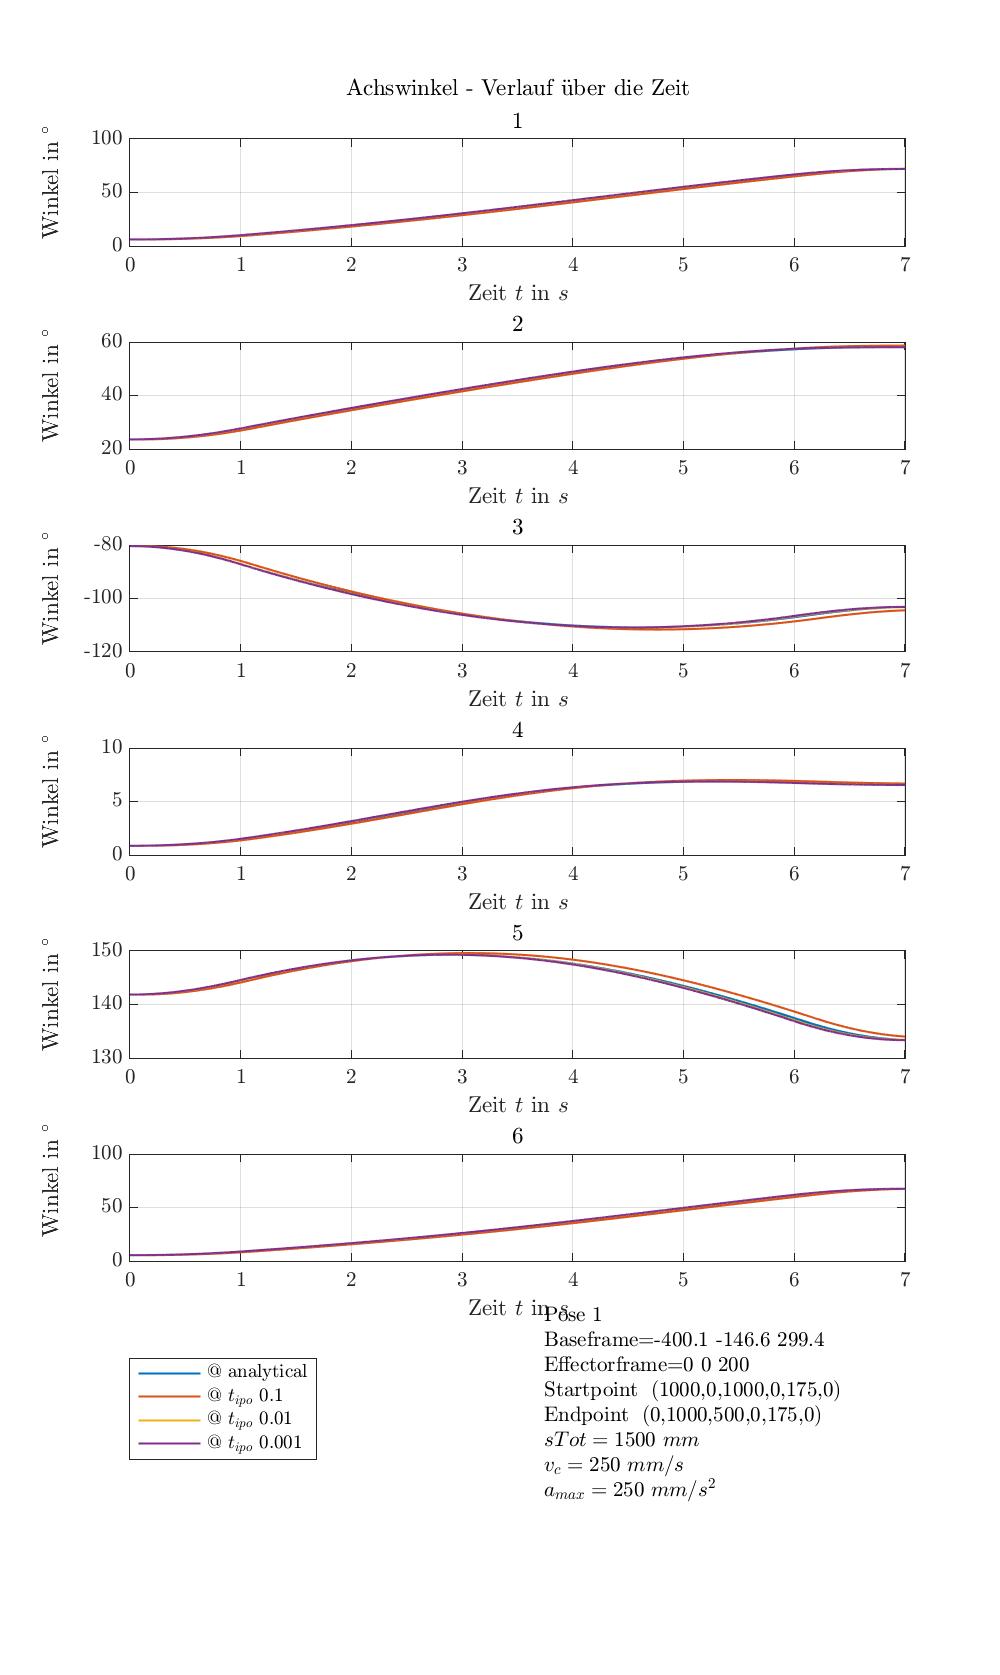 Achswinkel - Verlauf über die Zeit
1
Winkel in °
100
50
0
0 1 2 3 4 5 6 7
Zeit t in s
2
Winkel in °
60
40
20
0 1 2 3 4 5 6 7
Zeit t in s
3
Winkel in °
-80
-100
-120
0 1 2 3 4 5 6 7
Zeit t in s
4
Winkel in °
10
5
0
0 1 2 3 4 5 6 7
Zeit t in s
5
Winkel in °
150
140
130
0 1 2 3 4 5 6 7
Zeit t in s
6
Winkel in °
100
50
0
0 1 2 3 4 5 6 7
Zeit t in s
@ analytical
@ t_ipo 0.1
@ t_ipo 0.01
@ t_ipo 0.001
Pose 1
Baseframe=-400.1 -146.6 299.4
Effectorframe=0 0 200
Startpoint (1000,0,1000,0,175,0)
Endpoint (0,1000,500,0,175,0)
sTot = 1500 mm
v_c = 250 mm/s
a_max = 250 mm/s²